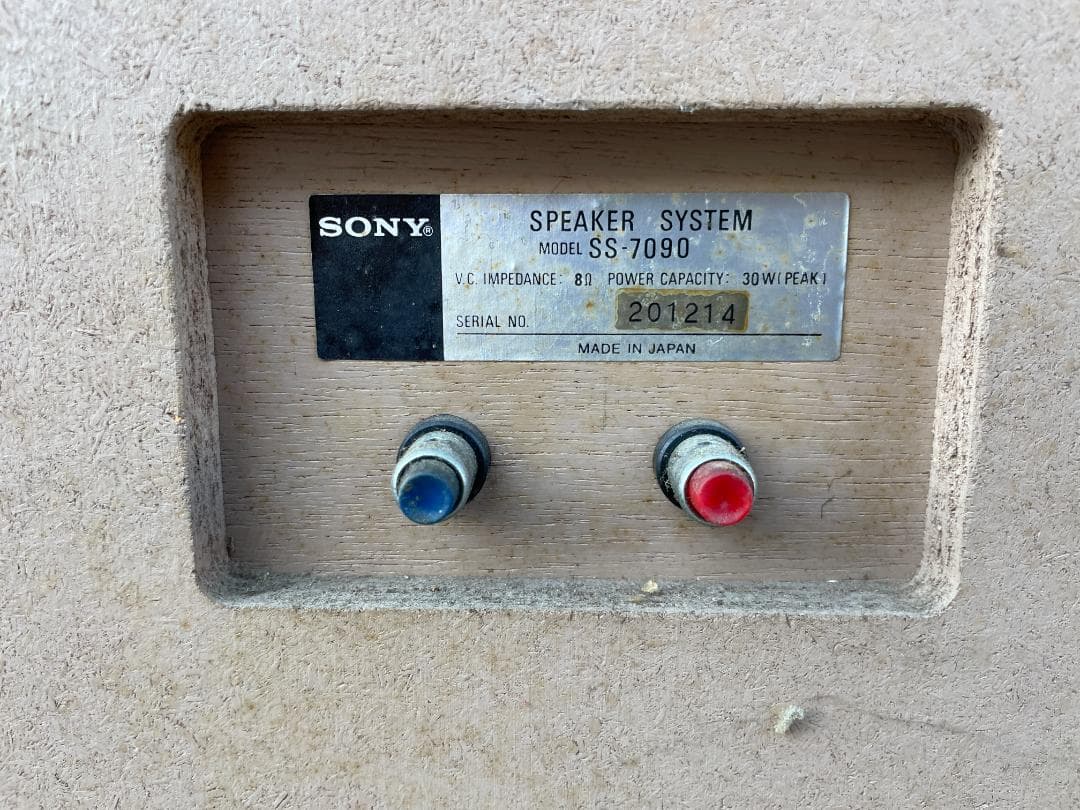 SONY®
SPEAKER SYSTEM
MODEL SS-7090
V.C. IMPEDANCE: 8Ω POWER CAPACITY: 30W(PEAK)
SERIAL NO. 201214
MADE IN JAPAN